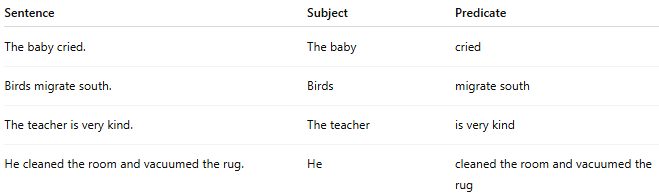 Sentence Subject Predicate
The baby cried. The baby cried
Birds migrate south. Birds migrate south
The teacher is very kind. The teacher is very kind
He cleaned the room and vacuumed the rug. He cleaned the room and vacuumed the
rug